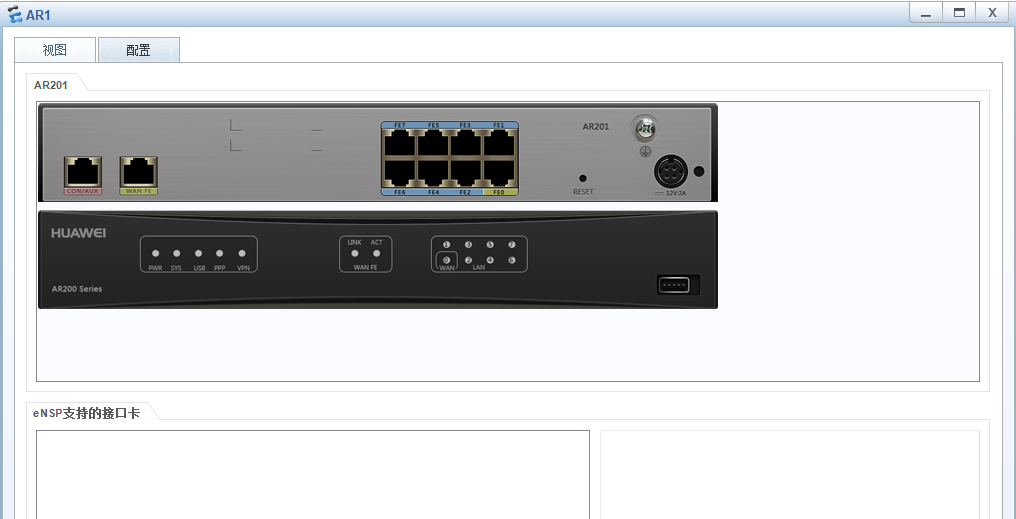 AR1
X
视图
配置
AR201
FE7 FE5 FE3 FE1
AR201
CON/AUX
WAN FE
FE6 FE4 FE2 FE0
RESET
12V:2A
HUAWEI
LINK ACT
1 3 5 7
0 2 4 6
PWR SYS USB PPP VPN
WAN FE
WAN LAN
AR200 Series
eNSP支持的接口卡